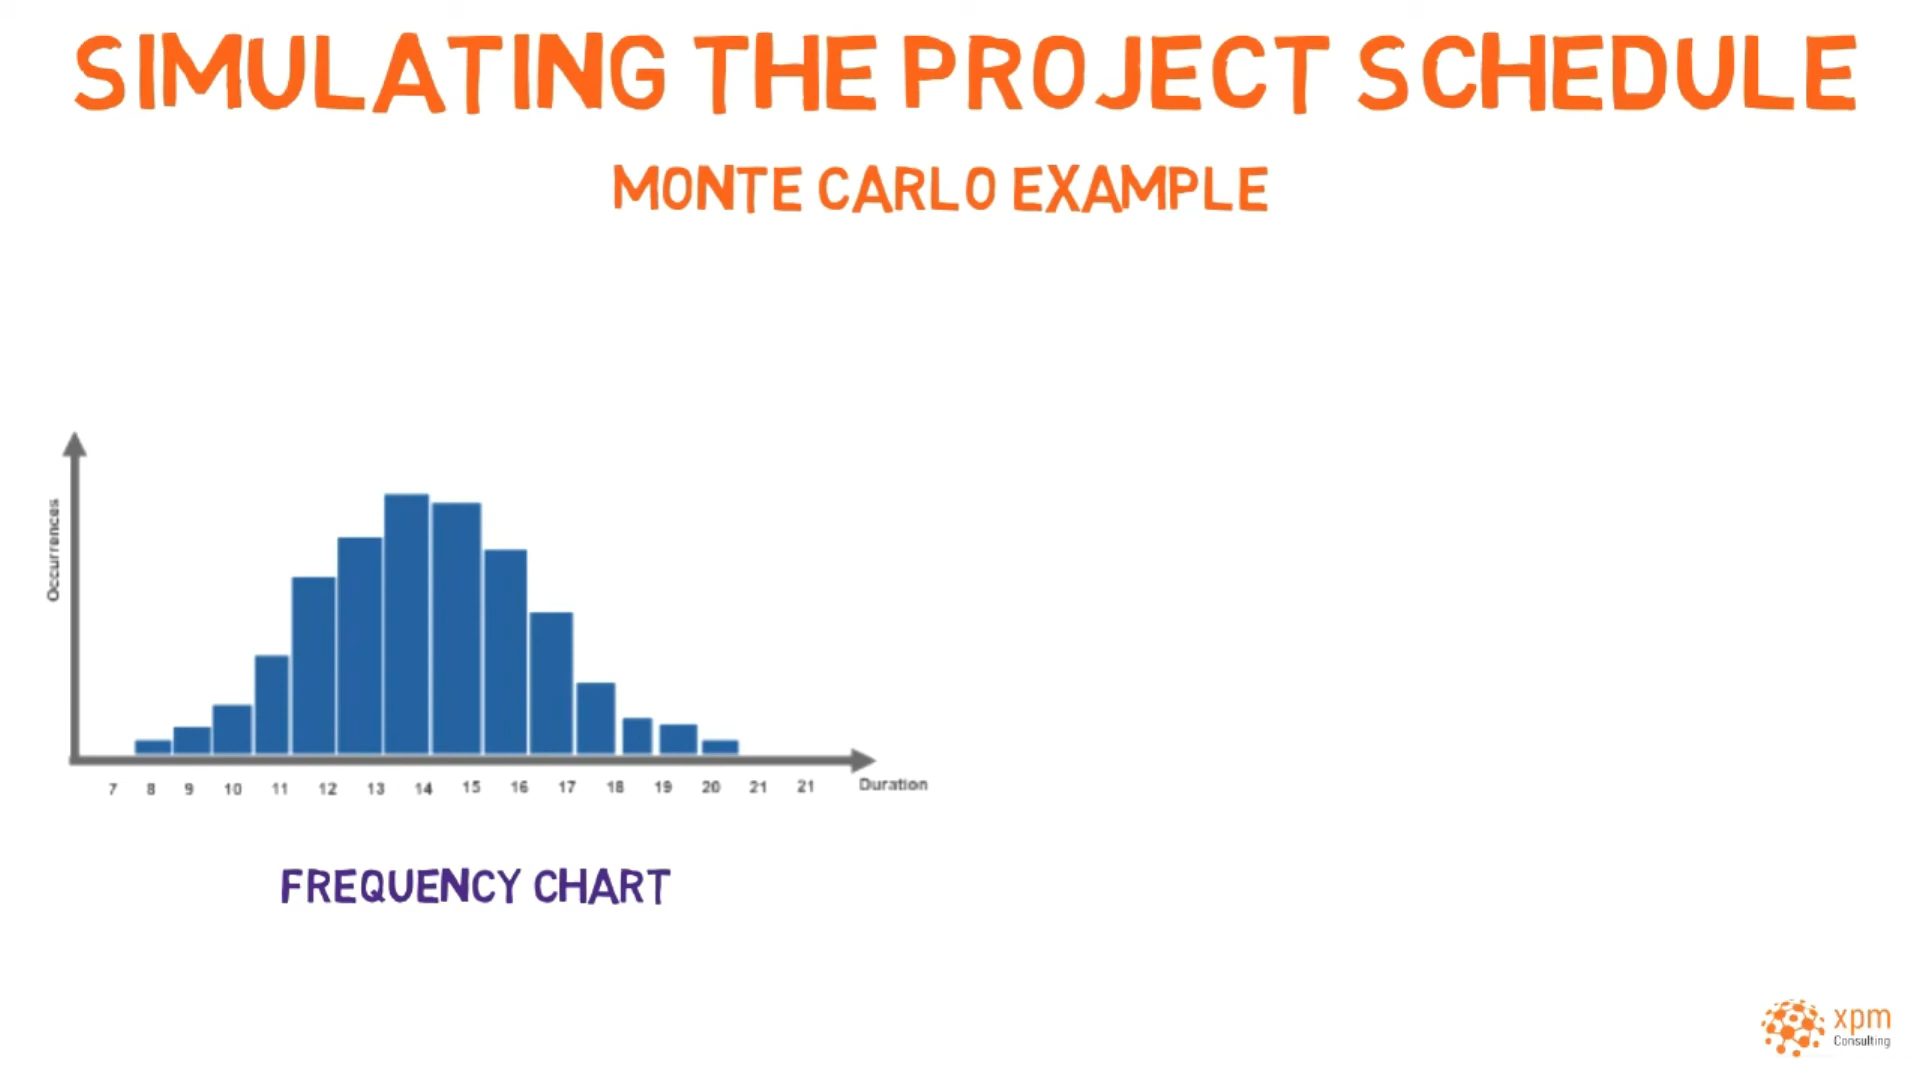 SIMULATING THE PROJECT SCHEDULE
MONTE CARLO EXAMPLE
Occurrences
7 8 9 10 11 12 13 14 15 16 17 18 19 20 21 21
Duration
FREQUENCY CHART
xpm
Consulting